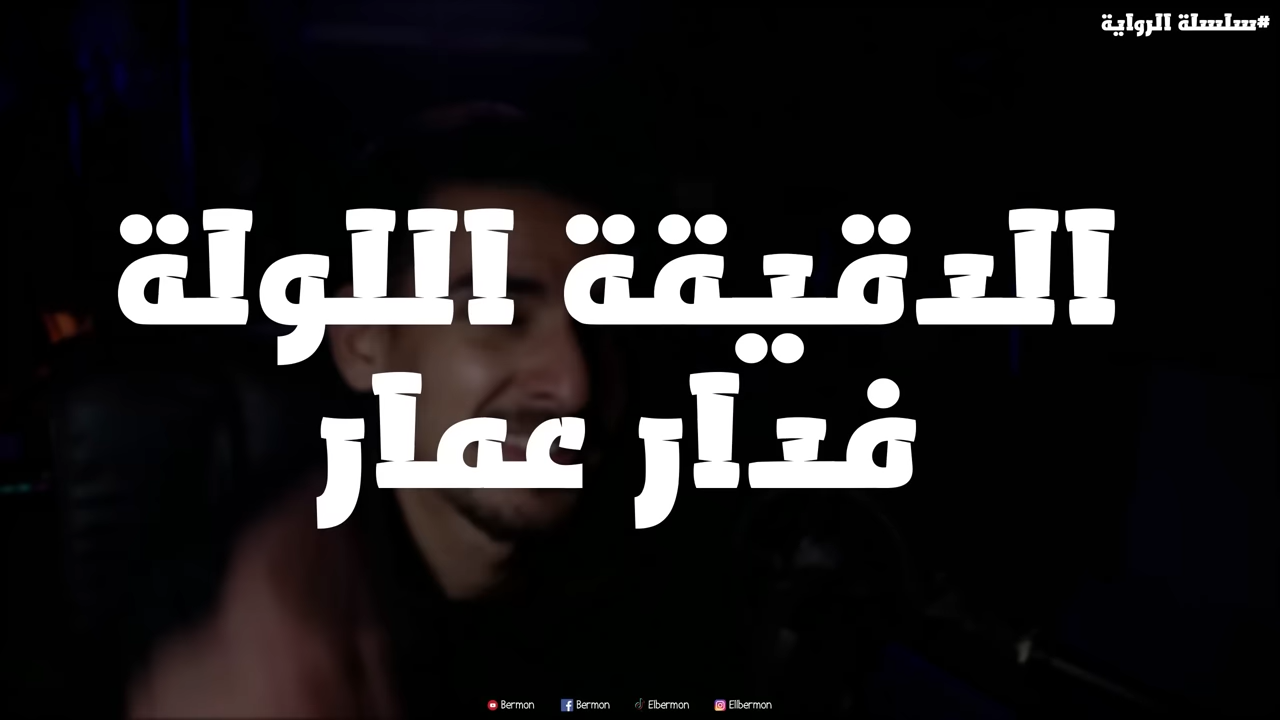 #سلسلة الرواية
الدقيقة اللولة
فدار عمار
Bermon
Bermon
Elbermon
Ellbermon